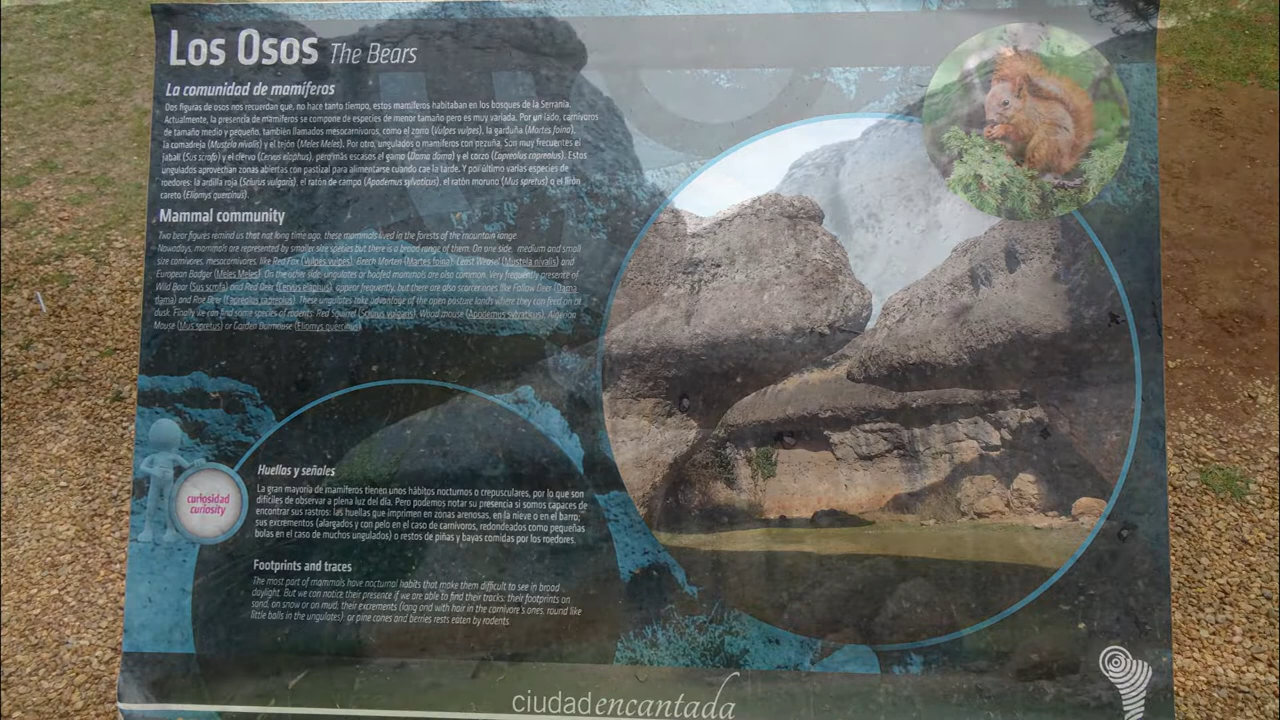 Los Osos The Bears
La comunidad de mamíferos
Dos figuras de osos nos recuerdan que, no hace tanto tiempo, estos mamíferos habitaban en los bosques de la Serranía.
Actualmente, la presencia de mamíferos se compone de especies de menor tamaño pero es muy variada. Por un lado, carnívoros
de tamaño medio y pequeño, también llamados mesocarnívoros, como el zorro (Vulpes vulpes), la garduña (Martes foina),
la comadreja (Mustela nivalis) y el tejón (Meles Meles). Por otro, ungulados o mamíferos con pezuña. Son muy frecuentes el
jabalí (Sus scrofa) y el ciervo (Cervus elaphus), pero más escasos el gamo (Dama dama) y el corzo (Capreolus capreolus). Estos
ungulados aprovechan zonas abiertas con pastizal para alimentarse cuando cae la tarde. Y por último varias especies de
roedores: la ardilla roja (Sciurus vulgaris), el ratón de campo (Apodemus sylvaticus), el ratón moruno (Mus spretus) o el lirón
careto (Eliomys quercinus).
Mammal community
Two bear figures remind us that not long time ago, these mammals lived in the forests of the mountain range.
Nowadays, mammals are represented by smaller size species but there is a broad range of them. On one side, medium and small
size carnivores, mesocarnivores, like Red Fox (Vulpes vulpes), Beech Marten (Martes foina), Least Weasel (Mustela nivalis) and
European Badger (Meles Meles). On the other side, ungulates or hoofed mammals are also common. Very frequently presence of
Wild Boar (Sus scrofa) and Red Deer (Cervus elaphus), appear frequently, but there are also scarcer ones like Fallow Deer (Dama
dama) and Roe Deer (Capreolus capreolus). These ungulates take advantage of the open pasture lands where they can feed on at
dusk. Finally we can find some species of rodents: Red Squirrel (Sciurus vulgaris), Wood mouse (Apodemus sylvaticus), Algerian
Mouse (Mus spretus) or Garden Dormouse (Eliomys quercinus).
curiosidad
curiosity
Huellas y señales
La gran mayoría de mamíferos tienen unos hábitos nocturnos o crepusculares, por lo que son
difíciles de observar a plena luz del día. Pero podemos notar su presencia si somos capaces de
encontrar sus rastros: las huellas que imprimen en zonas arenosas, en la nieve o en el barro;
sus excrementos (alargados y con pelo en el caso de carnívoros, redondeados como pequeñas
bolas en el caso de muchos ungulados) o restos de piñas y bayas comidas por los roedores.
Footprints and traces
The most part of mammals have nocturnal habits that make them difficult to see in broad
daylight. But we can notice their presence if we are able to find their tracks: their footprints on
sand, on snow or on mud; their excrements (long and with hair in the carnivore's ones, round like
little balls in the ungulates); or pine cones and berries rests eaten by rodents.
ciudad encantada